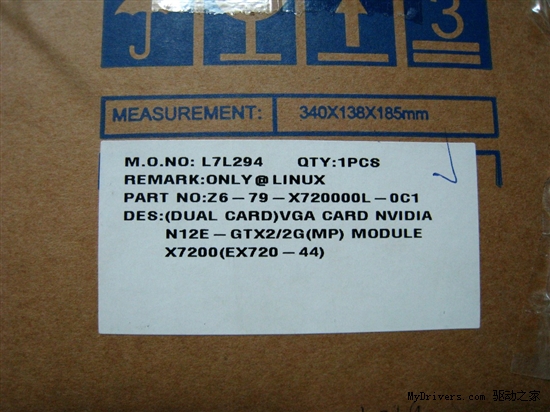 3
MEASUREMENT: 340X138X185mm
M.O.NO: L7L294 QTY:1PCS
REMARK:ONLY@LINUX
PART NO:Z6-79-X720000L-0C1
DES:(DUAL CARD)VGA CARD NVIDIA
N12E-GTX2/2G(MP) MODULE
X7200(EX720-44)
MyDrivers.com 驱动之家